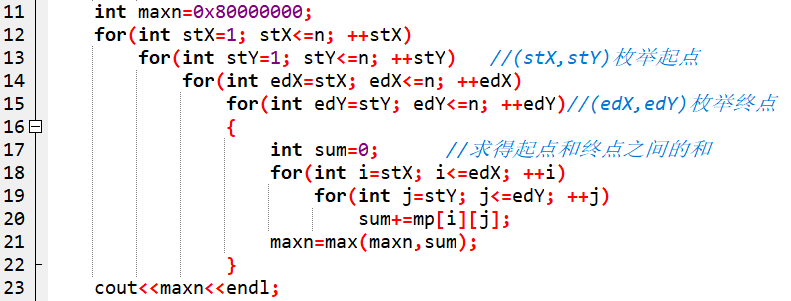 11 int maxn=0x80000000;
12 for(int stX=1; stX<=n; ++stX)
13 for(int stY=1; stY<=n; ++stY) //(stX,stY)枚举起点
14 for(int edX=stX; edX<=n; ++edX)
15 for(int edY=stY; edY<=n; ++edY)//(edX,edY)枚举终点
16 {
17 int sum=0; //求得起点和终点之间的和
18 for(int i=stX; i<=edX; ++i)
19 for(int j=stY; j<=edY; ++j)
20 sum+=mp[i][j];
21 maxn=max(maxn,sum);
22 }
23 cout<<maxn<<endl;